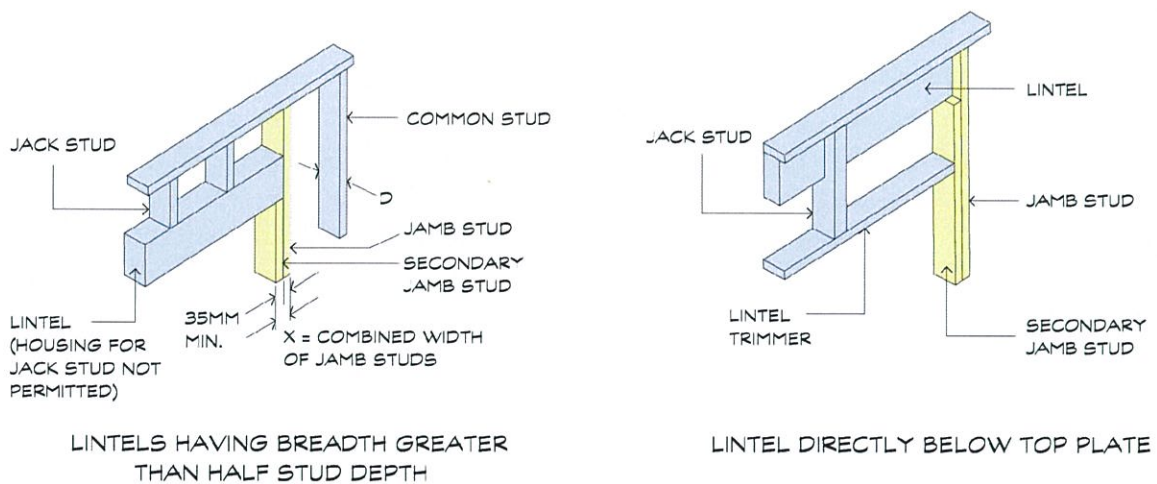 JACK STUD
COMMON STUD
D
JAMB STUD
SECONDARY
JAMB STUD
LINTEL
(HOUSING FOR
JACK STUD NOT
PERMITTED)
35MM
MIN.
X = COMBINED WIDTH
OF JAMB STUDS
LINTELS HAVING BREADTH GREATER
THAN HALF STUD DEPTH
LINTEL
JACK STUD
JAMB STUD
LINTEL
TRIMMER
SECONDARY
JAMB STUD
LINTEL DIRECTLY BELOW TOP PLATE